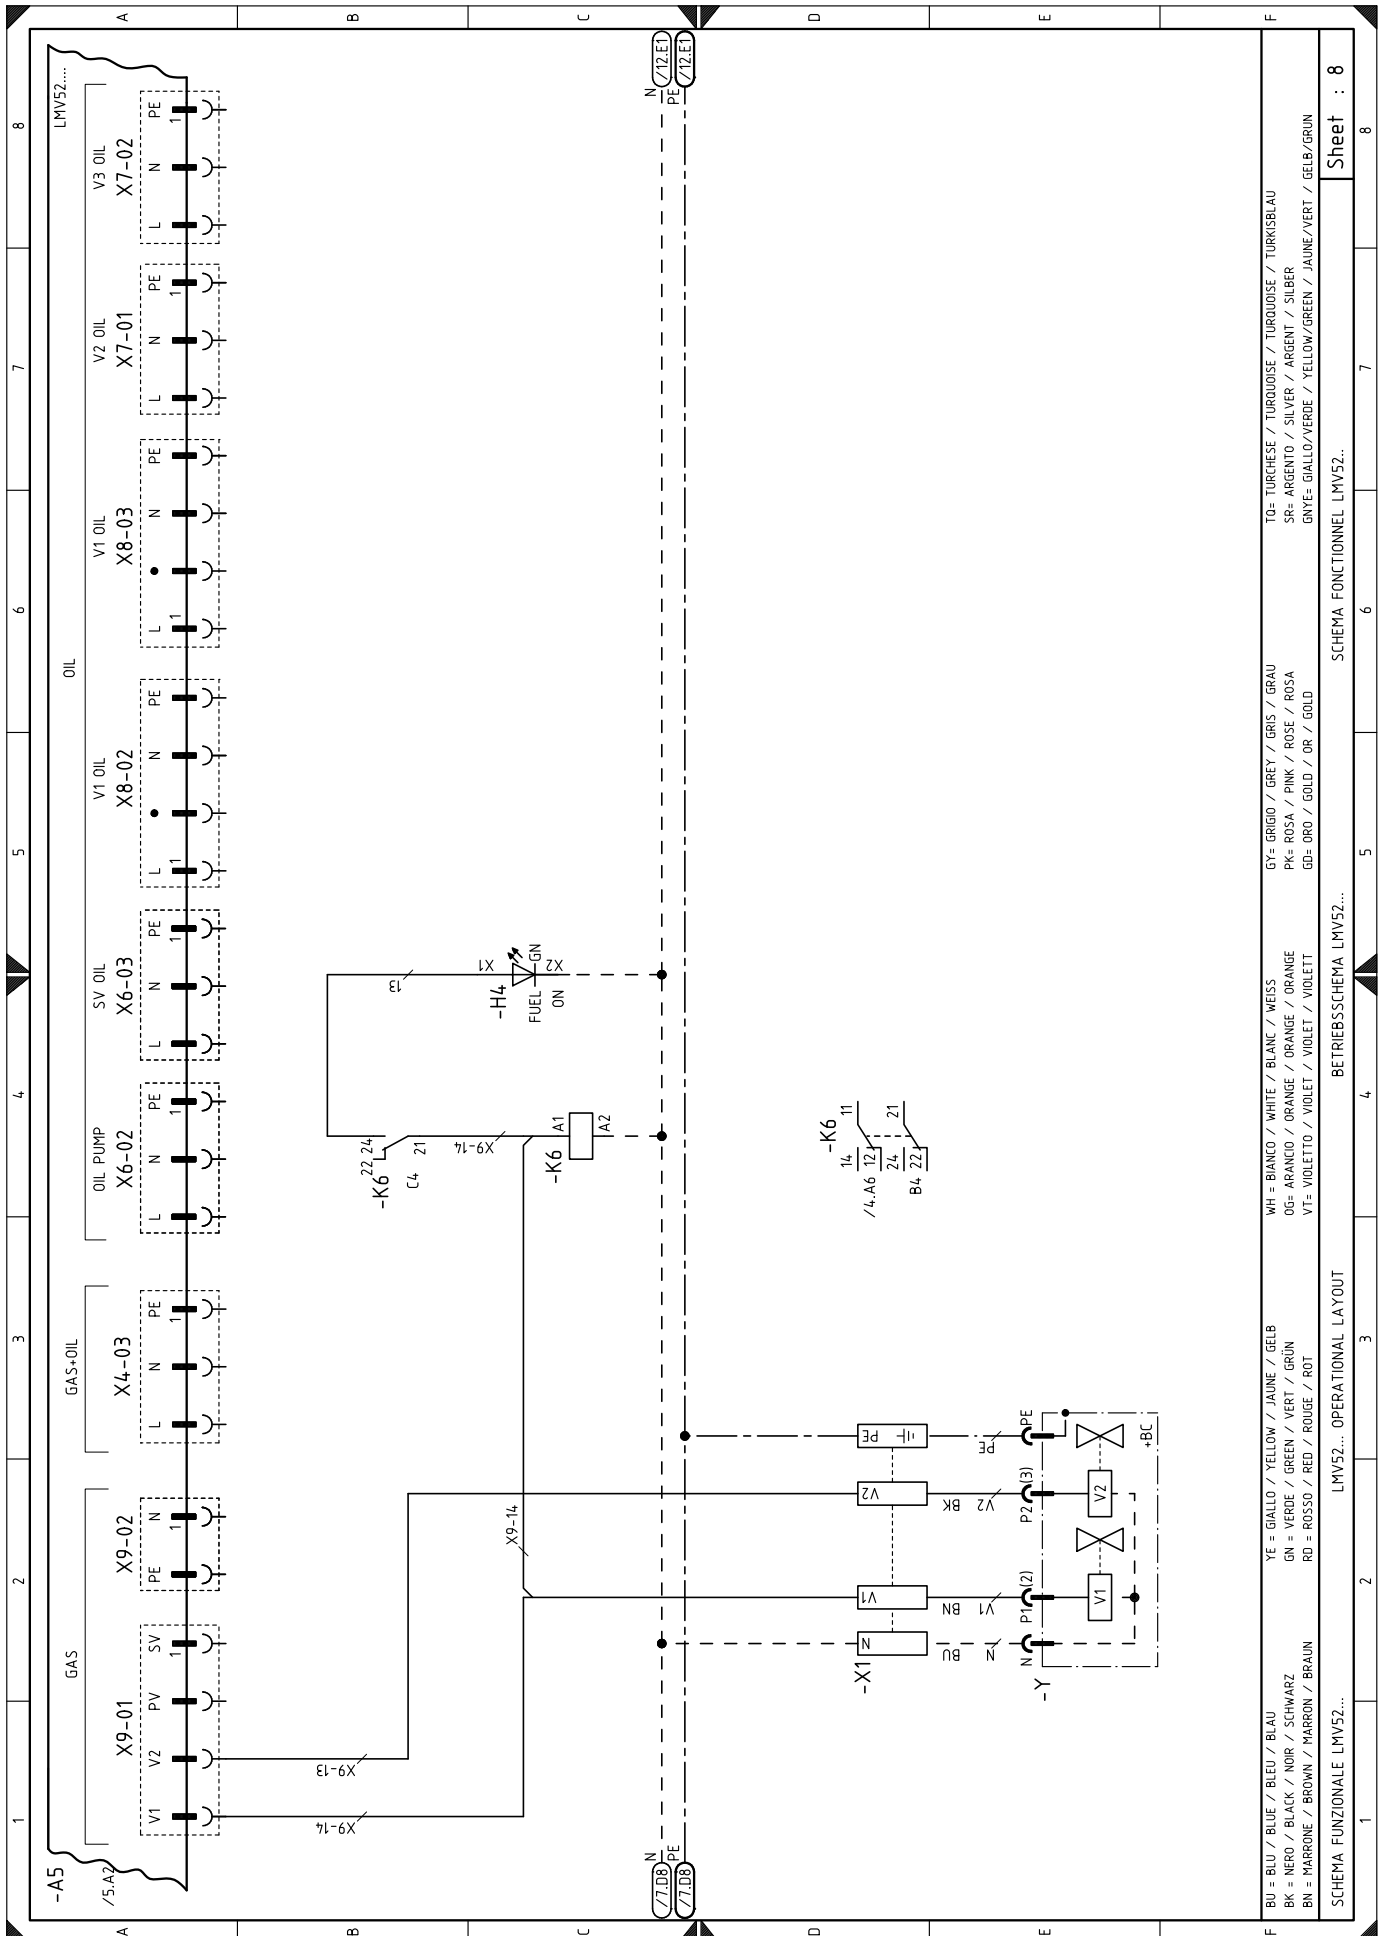 1 2 3 4 5 6 7 8
A
-A5
/5.A2
LMV52....
GAS
GAS+OIL
OIL
OIL PUMP
SV OIL
V1 OIL
V1 OIL
V2 OIL
V3 OIL
X9-01
X9-02
X4-03
X6-02
X6-03
X8-02
X8-03
X7-01
X7-02
V1 V2 PV SV
1
PE N
1
L N PE
1
L N PE
1
L N PE
1
L • N PE
1
L • N PE
1
L N PE
1
L N PE
1
A
B
X9-14
X9-13
-K6
22 24
21
C4
13
B
C
X9-14
X9-14
-K6
A1
A2
-H4
X1
X2
FUEL
ON
GN
C
/7.D8 N
/7.D8 PE
N /12.E1
PE /12.E1
D
-X1
N V1 V2 PE
-K6
14 11
/4.A6 12
24 21
B4 22
D
E
BU BN BK
N V1 V2 PE
-Y
N P1 (2) P2 (3) PE
V1 V2
+BC
E
F
BU = BLU / BLUE / BLEU / BLAU
BK = NERO / BLACK / NOIR / SCHWARZ
BN = MARRONE / BROWN / MARRON / BRAUN
YE = GIALLO / YELLOW / JAUNE / GELB
GN = VERDE / GREEN / VERT / GRÜN
RD = ROSSO / RED / ROUGE / ROT
WH = BIANCO / WHITE / BLANC / WEISS
OG= ARANCIO / ORANGE / ORANGE / ORANGE
VT= VIOLETTO / VIOLET / VIOLET / VIOLETT
GY= GRIGIO / GREY / GRIS / GRAU
PK= ROSA / PINK / ROSE / ROSA
GD= ORO / GOLD / OR / GOLD
TQ= TURCHESE / TURQUOISE / TURQUOISE / TURKISBLAU
SR= ARGENTO / SILVER / ARGENT / SILBER
GNYE= GIALLO/VERDE / YELLOW/GREEN / JAUNE/VERT / GELB/GRUN
F
SCHEMA FUNZIONALE LMV52...
LMV52... OPERATIONAL LAYOUT
BETRIEBSSCHEMA LMV52...
SCHEMA FONCTIONNEL LMV52..
Sheet : 8
1 2 3 4 5 6 7 8